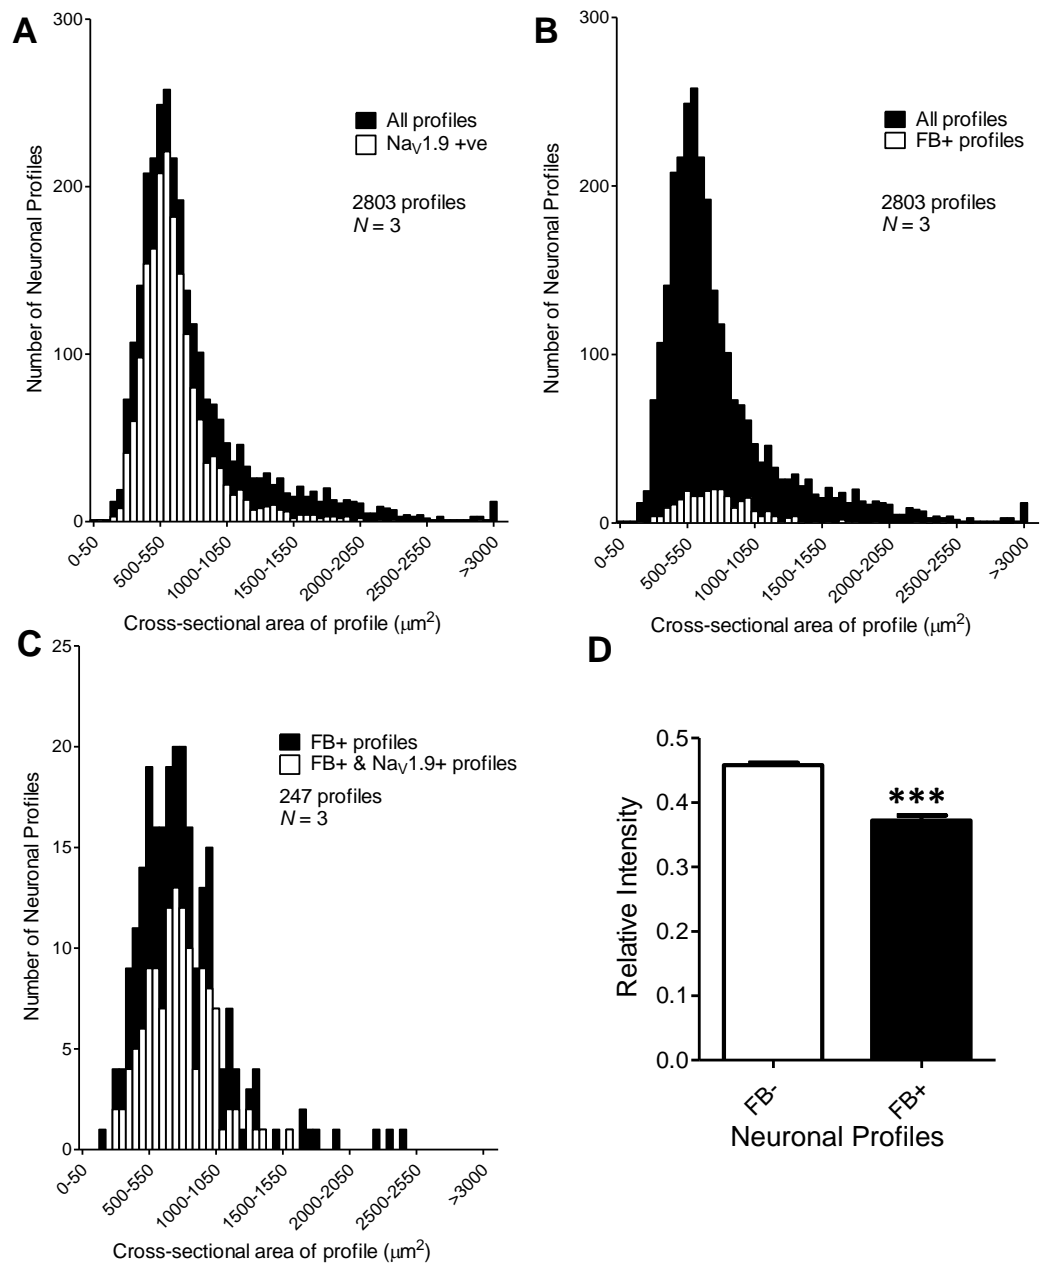 A
300
200
100
0
Number of Neuronal Profiles
All profiles
NaV1.9 +ve
2803 profiles
N = 3
0-50
500-550
1000-1050
1500-1550
2000-2050
2500-2550
>3000
Cross-sectional area of profile (μm2)
B
300
200
100
0
Number of Neuronal Profiles
All profiles
FB+ profiles
2803 profiles
N = 3
0-50
500-550
1000-1050
1500-1550
2000-2050
2500-2550
>3000
Cross-sectional area of profile (μm2)
C
25
20
15
10
5
0
Number of Neuronal Profiles
FB+ profiles
FB+ & NaV1.9+ profiles
247 profiles
N = 3
0-50
500-550
1000-1050
1500-1550
2000-2050
2500-2550
>3000
Cross-sectional area of profile (μm2)
D
0.5
0.4
0.3
0.2
0.1
0.0
Relative Intensity
***
FB-
FB+
Neuronal Profiles